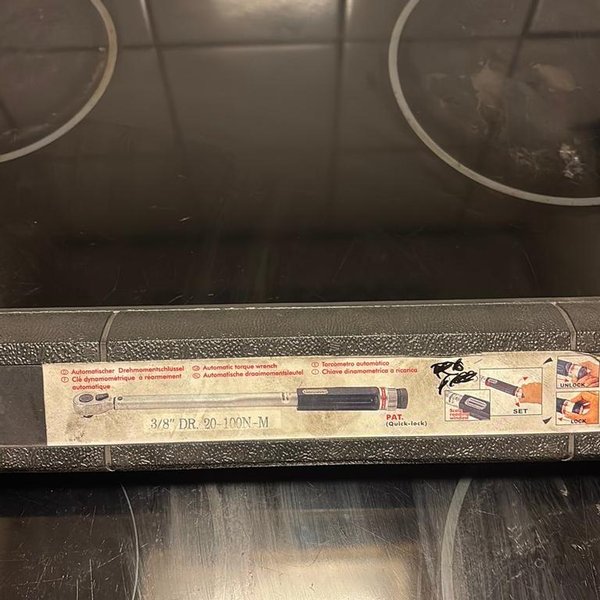 Automatischer Drehmomentschlüssel
Clé dynamométrique à rearmement
automatique
Automatic torque wrench
Automatische draaimomentsleutel
Torcómetro automático
Chiave dinamometrica a ricarica
3/8" DR. 20-100N-M
PAT.
(Quick-lock)
SET
UNLOCK
LOCK